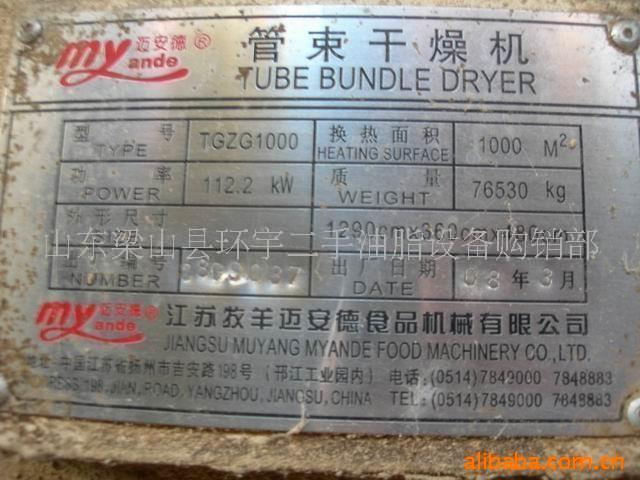 my 迈安德® ande
管束干燥机
TUBE BUNDLE DRYER
型号 TGZG1000 换热面积 1000 M²
TYPE HEATING SURFACE
功率 112.2 kW 质量 76530 kg
POWER WEIGHT
外形尺寸 1290cmx360cmx
山东梁山县环宇二手油脂设备购销部
NUMBER 出厂日期 08年3月
DATE
my 迈安德® ande
江苏牧羊迈安德食品机械有限公司
JIANGSU MUYANG MYANDE FOOD MACHINERY CO.,LTD.
地址:中国江苏省扬州市吉安路198号(邗江工业园内) 电话:(0514)7849000 7848883
198,JIAN,ROAD,YANGZHOU,JIANGSU,CHINA TEL:(0514)7849000 7848883
alibaba.com.cn